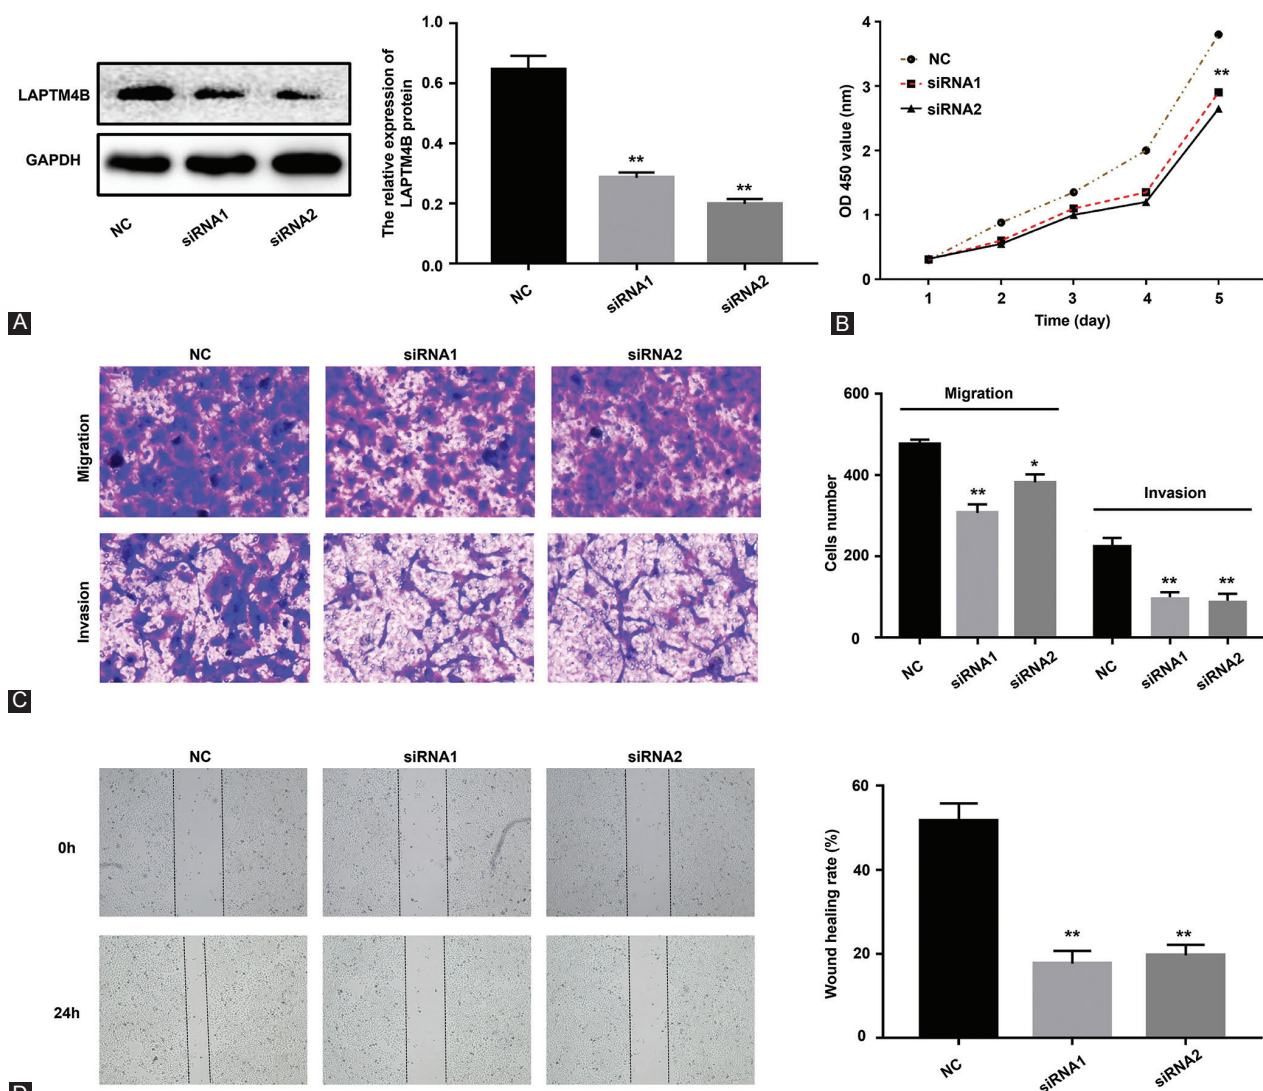 LAPTM4B
GAPDH
NC
siRNA1
siRNA2
The relative expression of
LAPTM4B protein
1.0
0.6
0.4
0.2
0.0
**
**
NC
siRNA1
siRNA2
A
OD 450 value (nm)
4
3
2
1
0
NC
siRNA1
siRNA2
**
1
2
3
4
5
Time (day)
B
NC
siRNA1
siRNA2
Migration
Invasion
Cells number
600
400
200
0
Migration
**
*
Invasion
**
**
NC
siRNA1
siRNA2
NC
siRNA1
siRNA2
C
NC
siRNA1
siRNA2
0h
24h
Wound healing rate (%)
60
40
20
0
**
**
NC
siRNA1
siRNA2
D